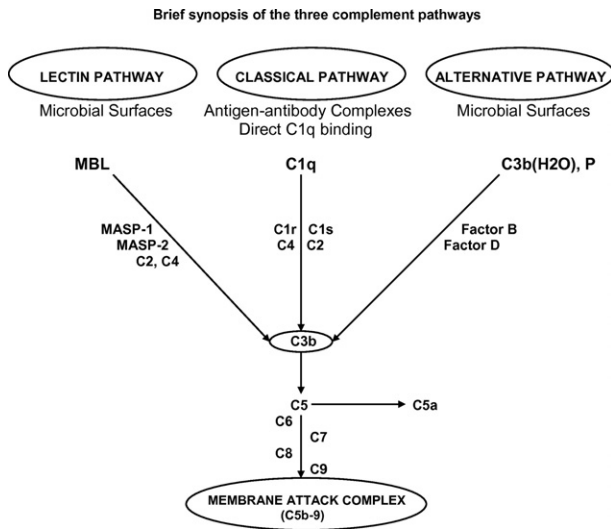 Brief synopsis of the three complement pathways
LECTIN PATHWAY
CLASSICAL PATHWAY
ALTERNATIVE PATHWAY
Microbial Surfaces
Antigen-antibody Complexes
Direct C1q binding
Microbial Surfaces
MBL
C1q
C3b(H2O), P
MASP-1
MASP-2
C2, C4
C1r
C1s
C4
C2
Factor B
Factor D
C3b
C5
C5a
C6
C7
C8
C9
MEMBRANE ATTACK COMPLEX
(C5b-9)